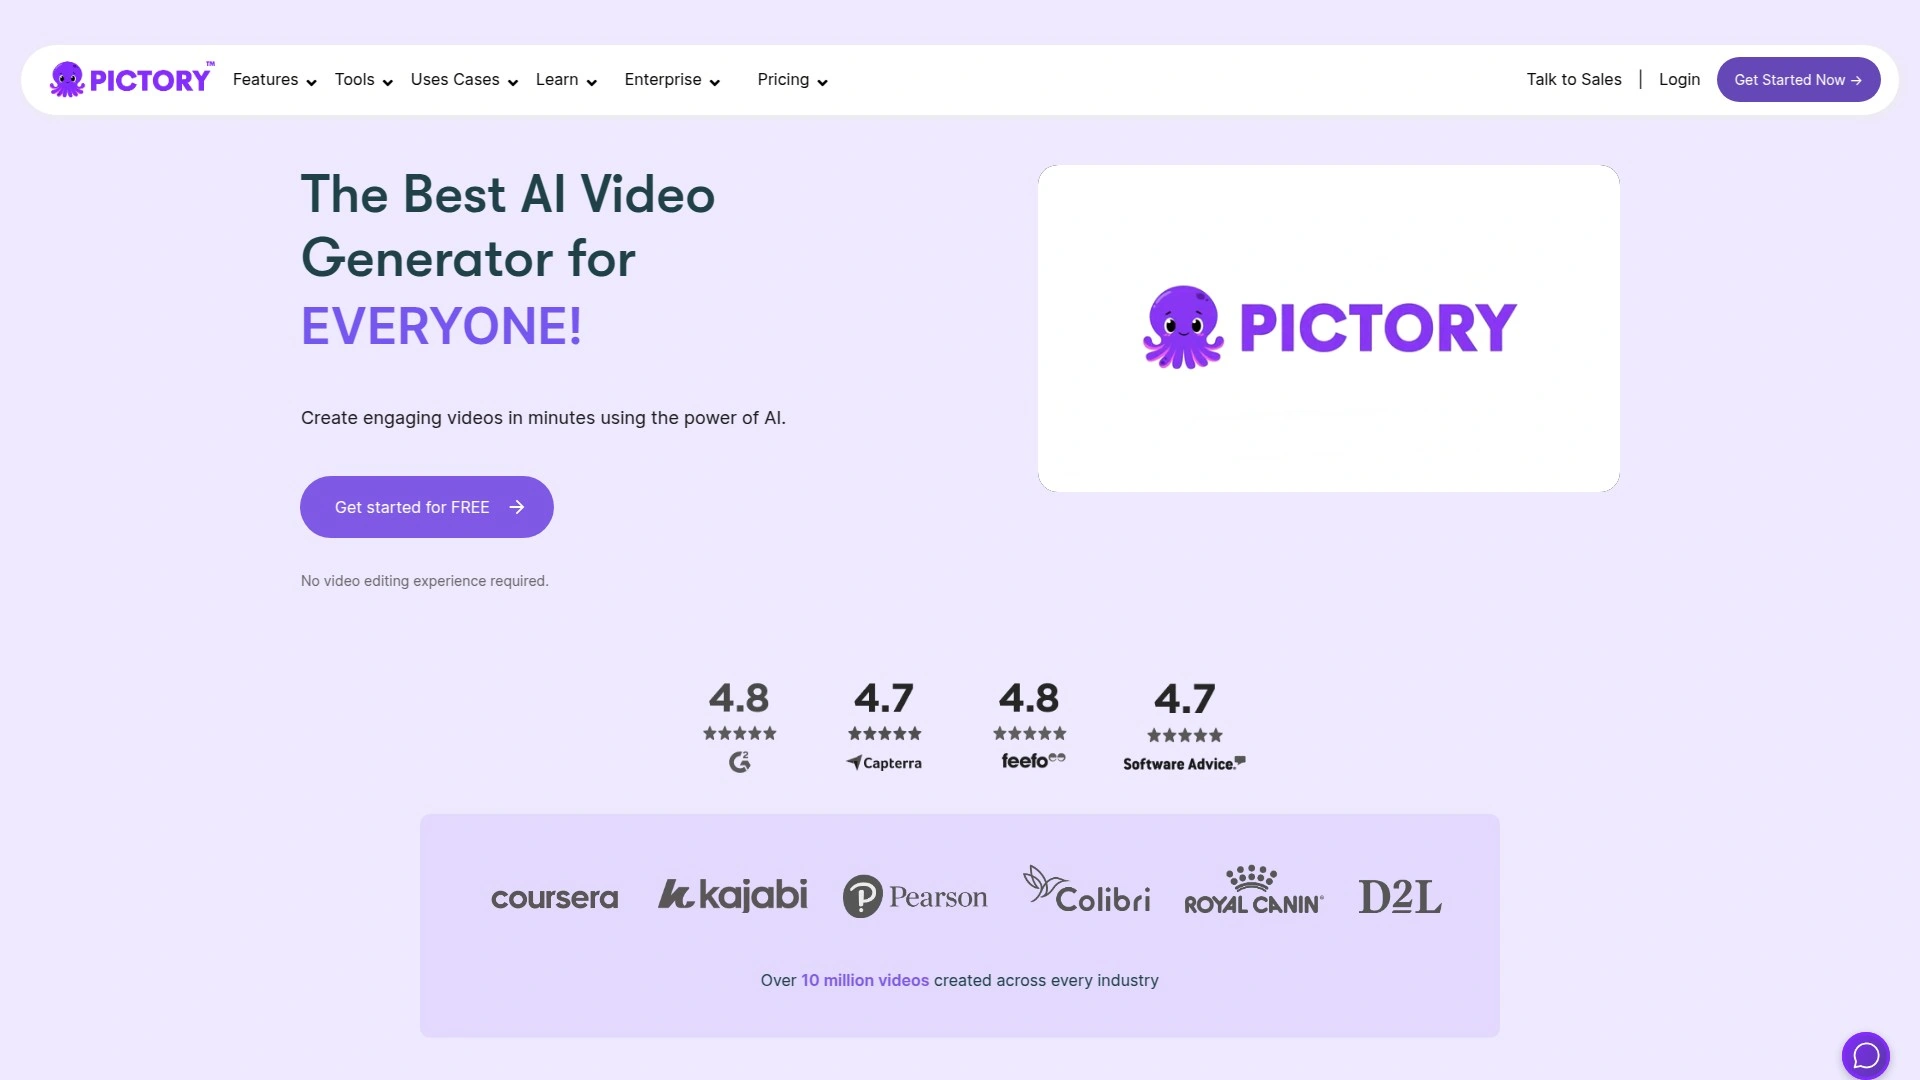 PICTORY™ Features Tools Uses Cases Learn Enterprise Pricing Talk to Sales | Login Get Started Now →
The Best AI Video
Generator for
EVERYONE!
Create engaging videos in minutes using the power of AI.
Get started for FREE →
No video editing experience required.
PICTORY
4.8 4.7 4.8 4.7
G2 Capterra feefo Software Advice.
coursera kajabi Pearson Colibri ROYAL CANIN® D2L
Over 10 million videos created across every industry